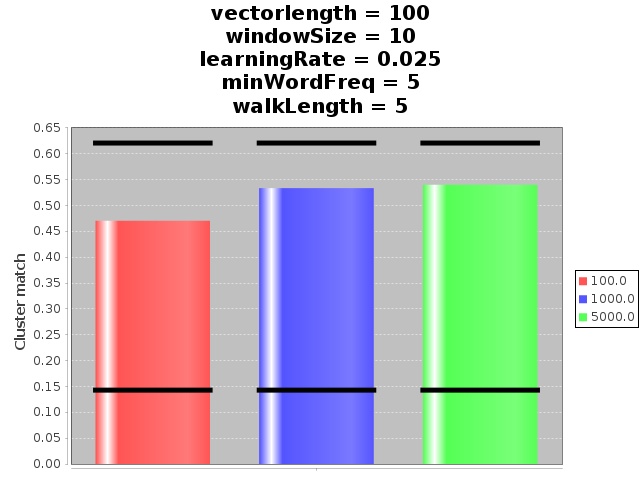 vectorlength = 100
windowSize = 10
learningRate = 0.025
minWordFreq = 5
walkLength = 5
0.65
0.60
0.55
0.50
0.45
0.40
0.35
0.30
0.25
0.20
0.15
0.10
0.05
0.00
Cluster match
100.0
1000.0
5000.0